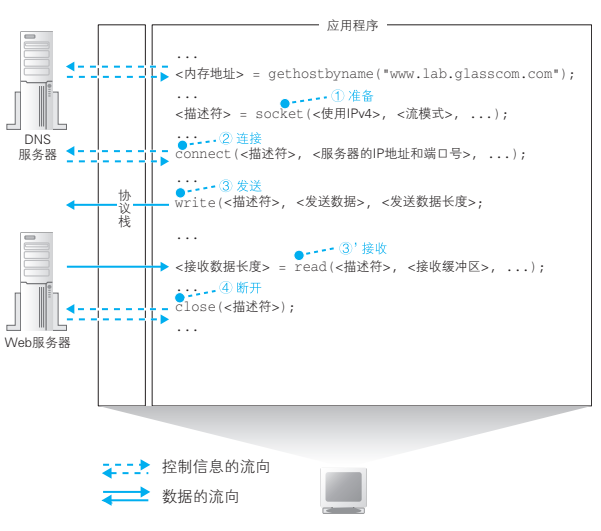 应用程序
...
<内存地址> = gethostbyname("www.lab.glasscom.com");
...
① 准备
<描述符> = socket(<使用IPv4>, <流模式>, ...);
...
② 连接
connect(<描述符>, <服务器的IP地址和端口号>, ...);
...
③ 发送
write(<描述符>, <发送数据>, <发送数据长度>;
...
③' 接收
<接收数据长度> = read(<描述符>, <接收缓冲区>, ...);
...
④ 断开
close(<描述符>);
...
DNS
服务器
协议栈
Web服务器
控制信息的流向
数据的流向